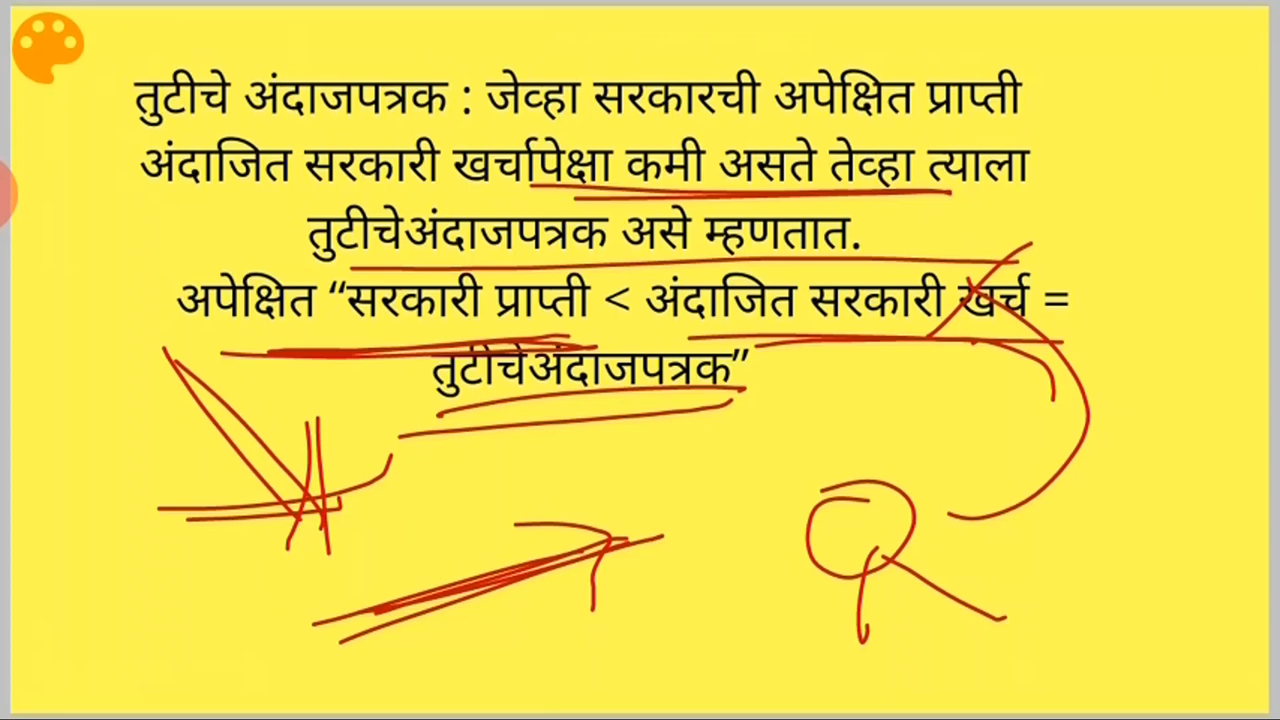 तुटीचे अंदाजपत्रक : जेव्हा सरकारची अपेक्षित प्राप्ती
अंदाजित सरकारी खर्चापेक्षा कमी असते तेव्हा त्याला
तुटीचेअंदाजपत्रक असे म्हणतात.
अपेक्षित “सरकारी प्राप्ती < अंदाजित सरकारी खर्च =
तुटीचेअंदाजपत्रक”